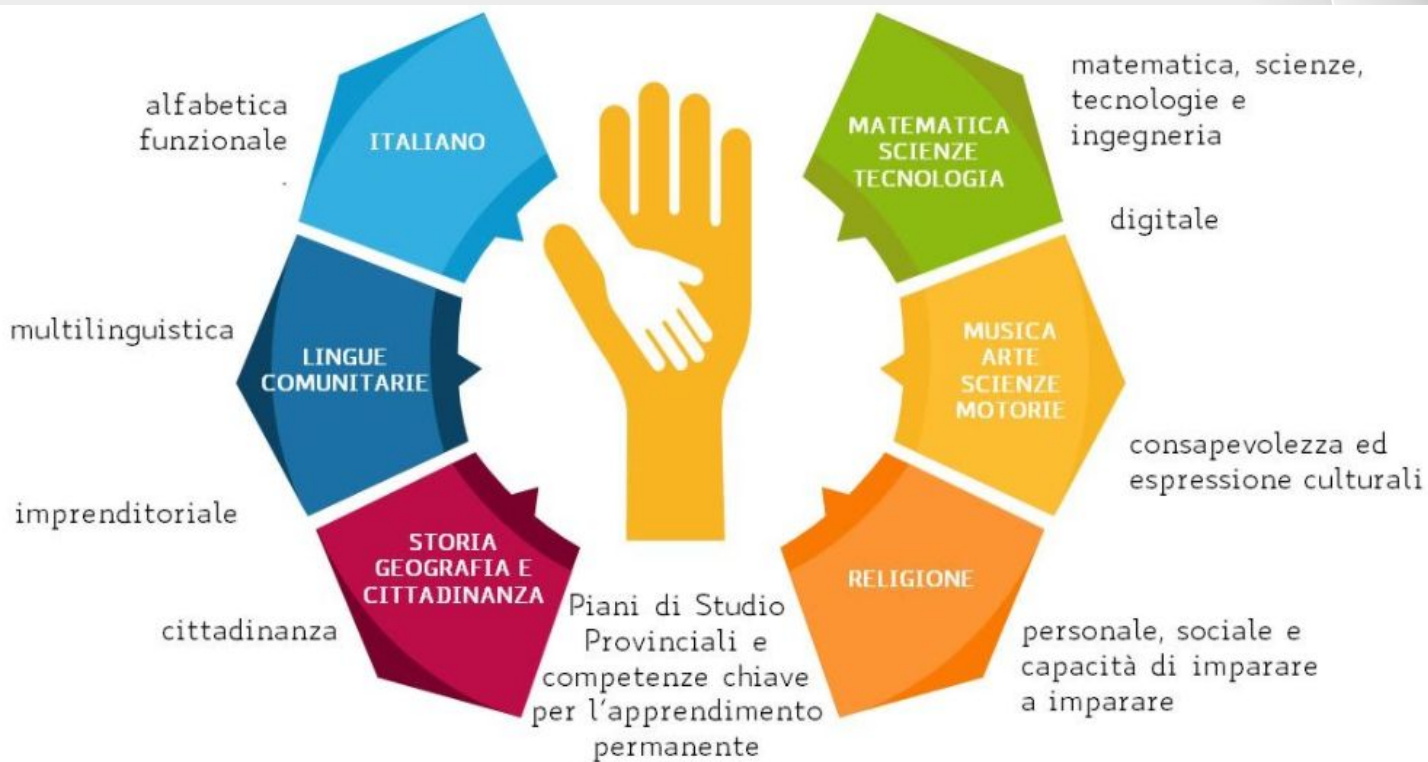 alfabetica
funzionale
.
ITALIANO
multilinguistica
LINGUE
COMUNITARIE
imprenditoriale
STORIA
GEOGRAFIA E
CITTADINANZA
cittadinanza
Piani di Studio
Provinciali e
competenze chiave
per l'apprendimento
permanente
MATEMATICA
SCIENZE
TECNOLOGIA
matematica, scienze,
tecnologie e
ingegneria
digitale
MUSICA
ARTE
SCIENZE
MOTORIE
consapevolezza ed
espressione culturali
RELIGIONE
personale, sociale e
capacità di imparare
a imparare